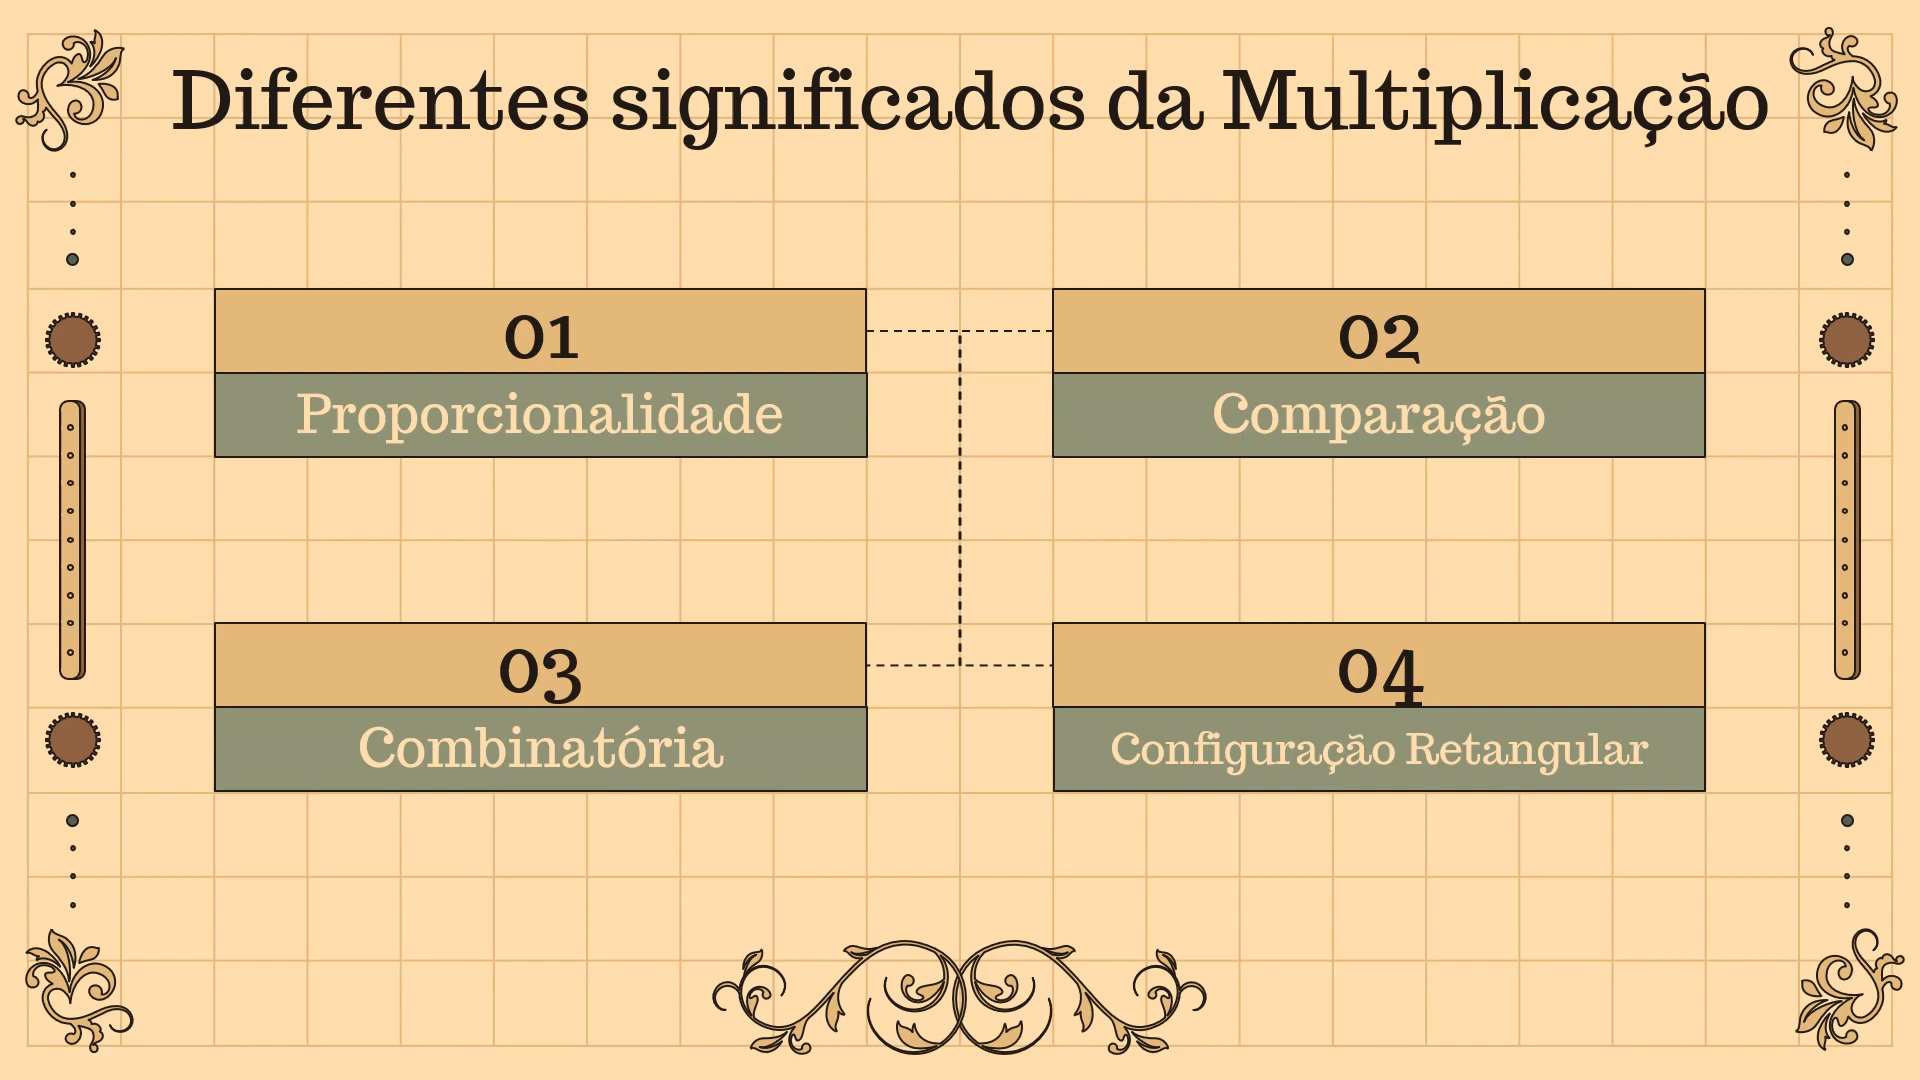 Diferentes significados da Multiplicação
01
Proporcionalidade
02
Comparação
03
Combinatória
04
Configuração Retangular